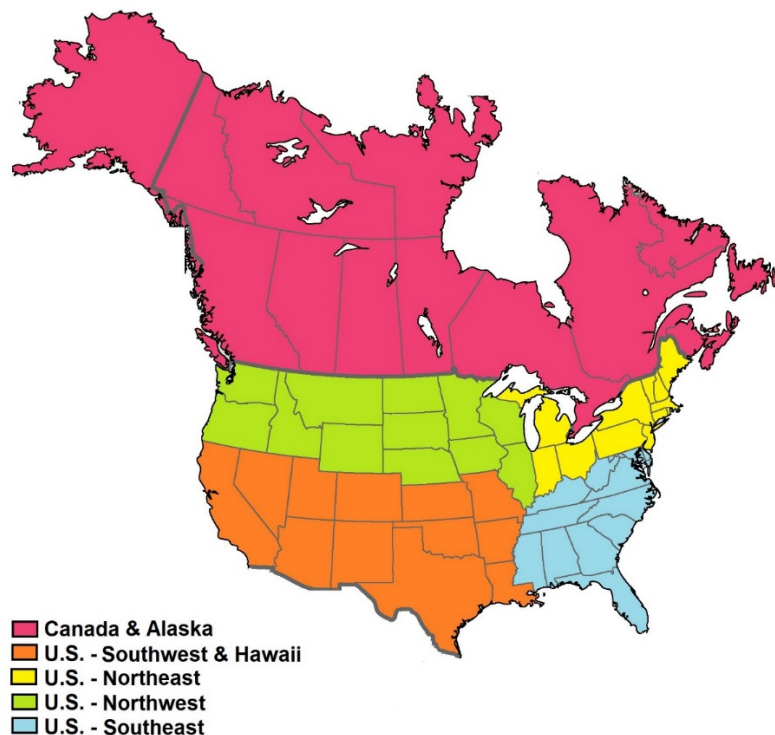 Canada & Alaska
U.S. - Southwest & Hawaii
U.S. - Northeast
U.S. - Northwest
U.S. - Southeast